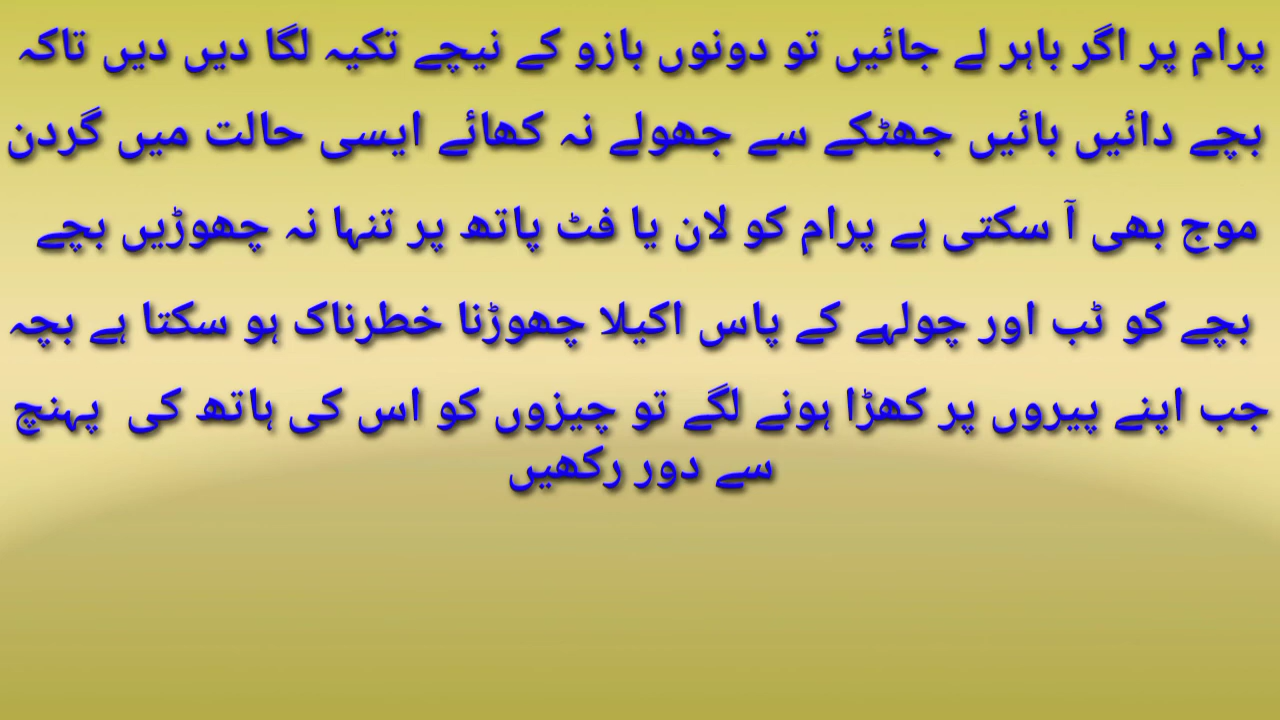 پرام پر اگر باہر لے جائیں تو دونوں بازو کے نیچے تکیہ لگا دیں دیں تاکہ
بچے دائیں بائیں جھٹکے سے جھولے نہ کھائے ایسی حالت میں گردن
موچ بھی آ سکتی ہے پرام کو لان یا فٹ پاتھ پر تنہا نہ چھوڑیں بچے
بچے کو ٹب اور چولہے کے پاس اکیلا چھوڑنا خطرناک ہو سکتا ہے بچہ
جب اپنے پیروں پر کھڑا ہونے لگے تو چیزوں کو اس کی ہاتھ کی پہنچ
سے دور رکھیں